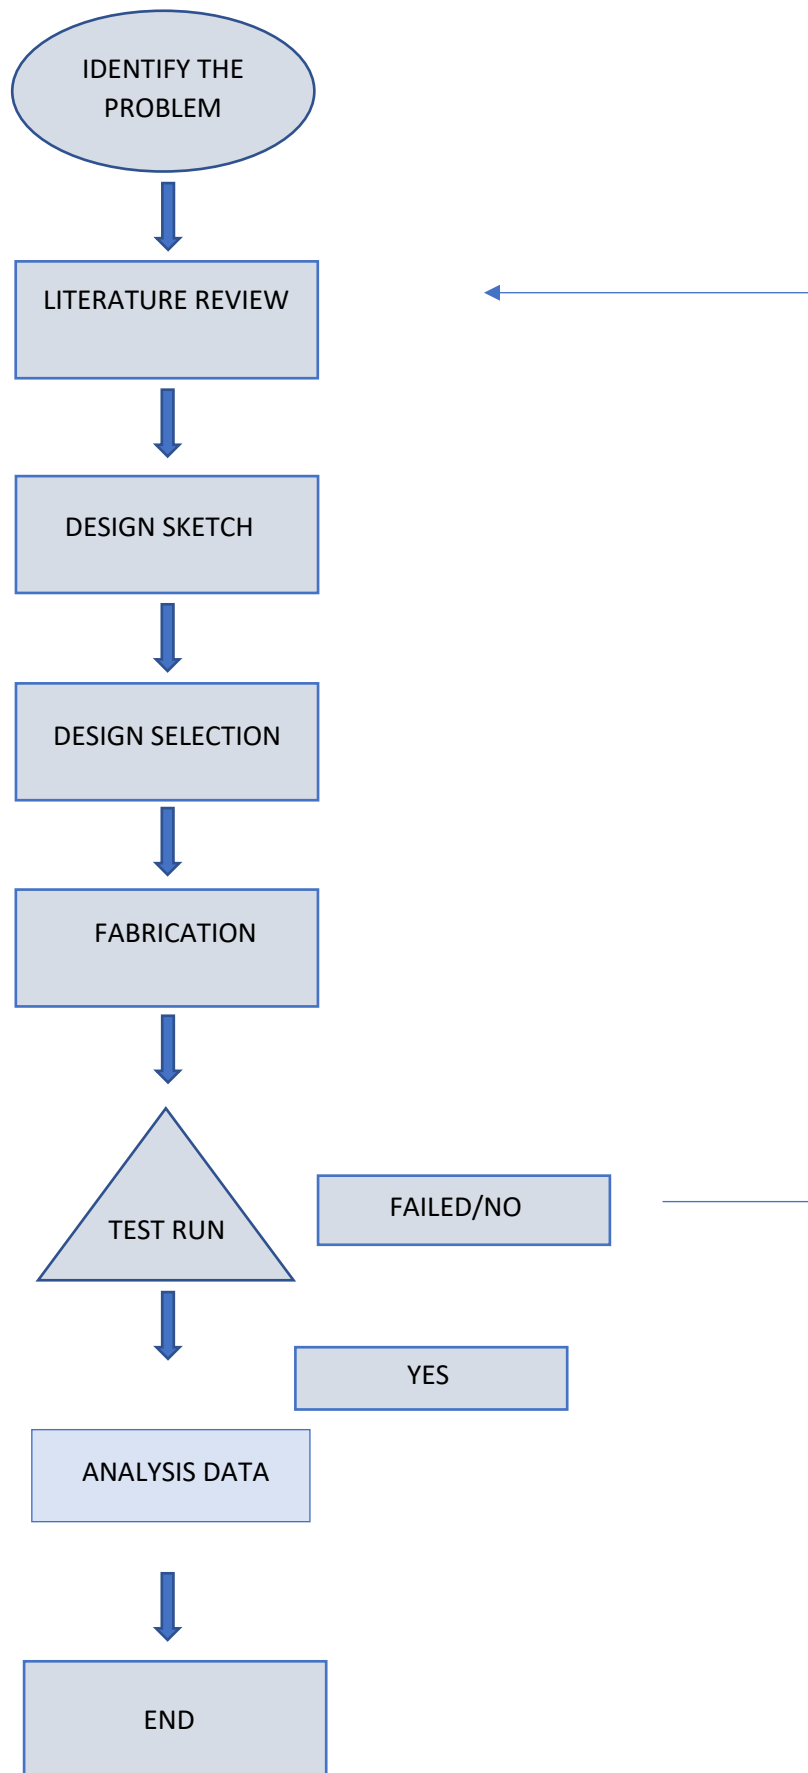 IDENTIFY THE
PROBLEM
LITERATURE REVIEW
DESIGN SKETCH
DESIGN SELECTION
FABRICATION
TEST RUN
FAILED/NO
YES
ANALYSIS DATA
END